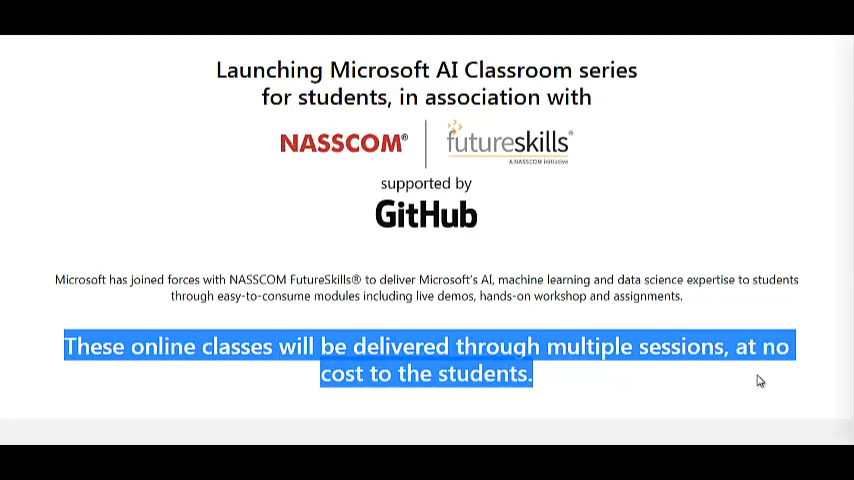 Launching Microsoft AI Classroom series
for students, in association with
NASSCOM® futureskills®
A NASSCOM Initiative
supported by
GitHub
Microsoft has joined forces with NASSCOM FutureSkills® to deliver Microsoft's AI, machine learning and data science expertise to students
through easy-to-consume modules including live demos, hands-on workshop and assignments.
These online classes will be delivered through multiple sessions, at no
cost to the students.